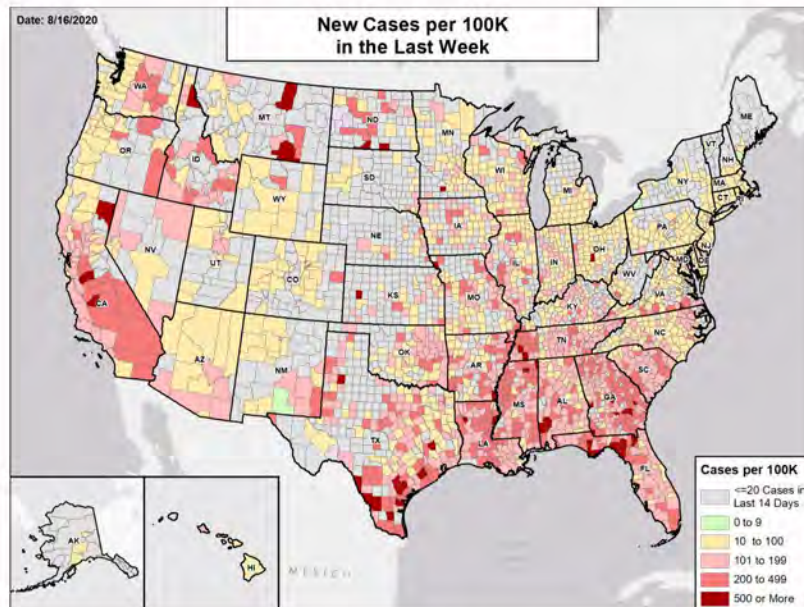 Date: 8/16/2020
New Cases per 100K
in the Last Week
WA
MT
ND
MN
ME
OR
ID
SD
WI
MI
VT
NH
NY
MA
CT
WY
IA
PA
NJ
NE
NV
UT
CO
IL
IN
OH
MD
DE
WV
CA
KS
MO
KY
VA
AZ
NM
OK
AR
TN
NC
SC
TX
LA
MS
AL
GA
FL
AK
HI
MEXICO
Cases per 100K
<=20 Cases in
Last 14 Days
0 to 9
10 to 100
101 to 199
200 to 499
500 or More